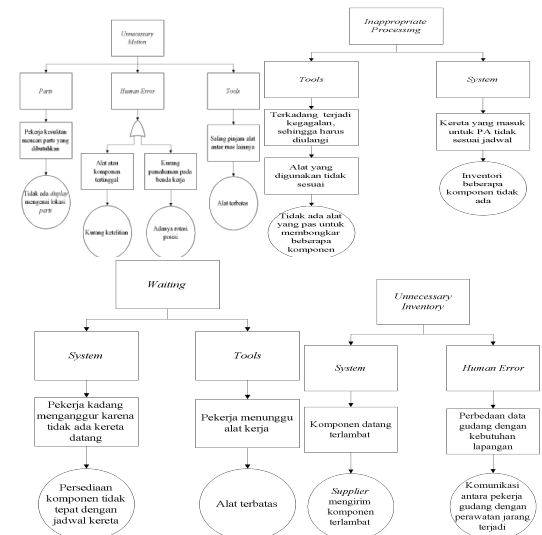 Unnecessary
Motion
Parts
Human Error
Tools
Pekerja kesulitan
mencari parts yang
dibutuhkan
Alat atau
komponen
tertinggal
Kurang
pemahaman pada
benda kerja
Saling pinjam alat
antar mas lainnya
Tidak ada display
mengenai lokasi
parts
Kurang ketelitian
Adanya rotasi
posisi
Alat terbatas
Inappropriate
Processing
Tools
System
Terkadang terjadi
kegagalan,
sehingga harus
diulangi
Kereta yang masuk
untuk PA tidak
sesuai jadwal
Alat yang
digunakan tidak
sesuai
Inventori
beberapa
komponen tidak
ada
Tidak ada alat
yang pas untuk
membongkar
beberapa
komponen
Waiting
System
Tools
Pekerja kadang
menganggur karena
tidak ada kereta
datang
Pekerja menunggu
alat kerja
Persediaan
komponen tidak
tepat dengan
jadwal kereta
Alat terbatas
Unnecessary
Inventory
System
Human Error
Komponen datang
terlambat
Perbedaan data
gudang dengan
kebutuhan
lapangan
Supplier
mengirim
komponen
terlambat
Komunikasi
antara pekerja
gudang dengan
perawatan jarang
terjadi